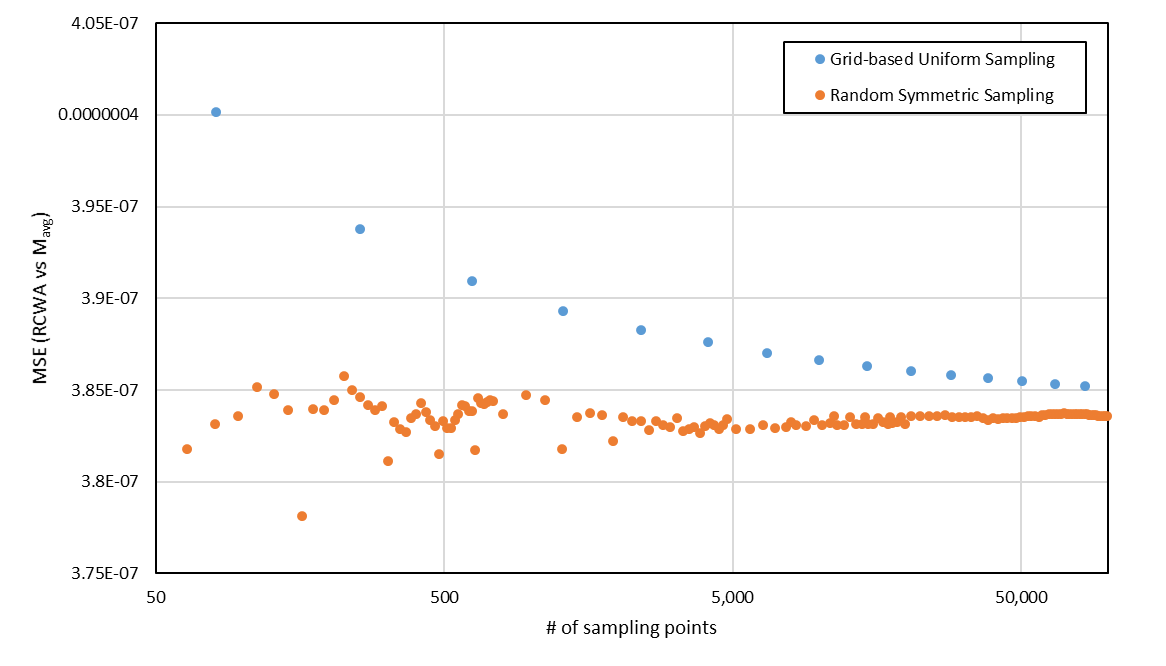 4.05E-07
0.0000004
3.95E-07
3.9E-07
3.85E-07
3.8E-07
3.75E-07
MSE (RCWA vs Mavg)
Grid-based Uniform Sampling
Random Symmetric Sampling
50
500
5,000
50,000
# of sampling points